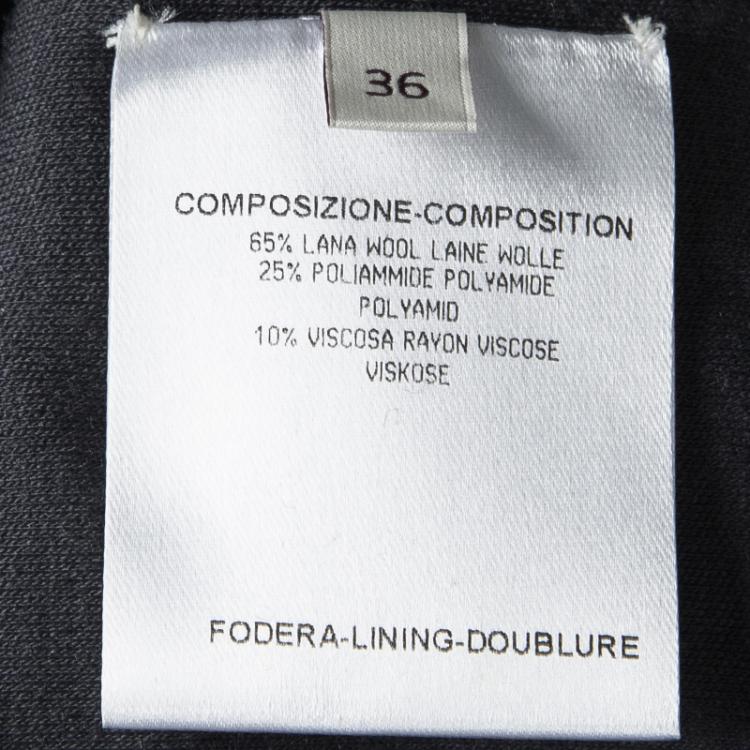 36
COMPOSIZIONE-COMPOSITION
65% LANA WOOL LAINE WOLLE
25% POLIAMMIDE POLYAMIDE
POLYAMID
10% VISCOSA RAYON VISCOSE
VISKOSE
FODERA-LINING-DOUBLURE